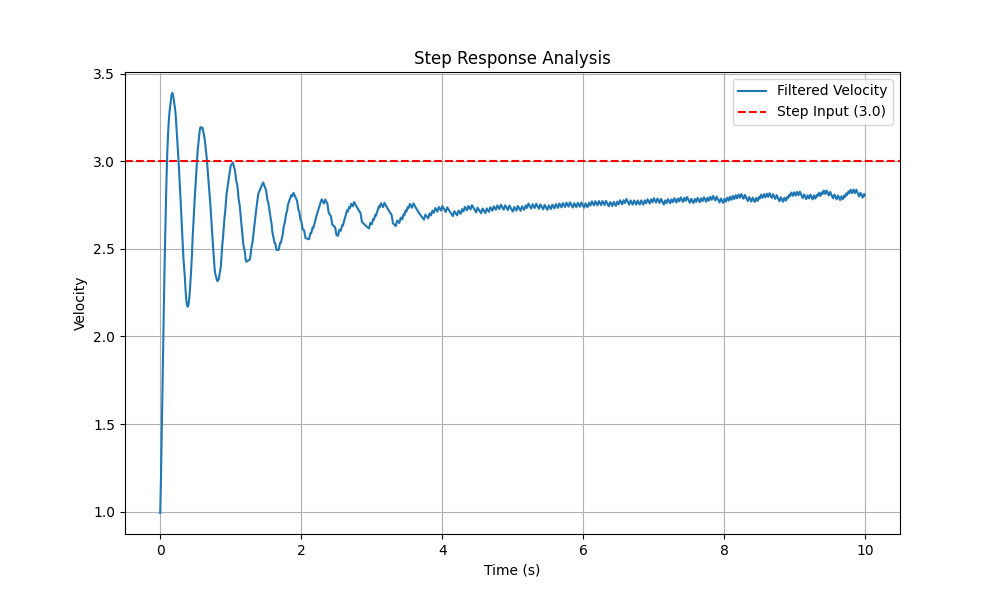 Step Response Analysis
Filtered Velocity
Step Input (3.0)
3.5
3.0
2.5
2.0
1.5
1.0
Velocity
0 2 4 6 8 10
Time (s)